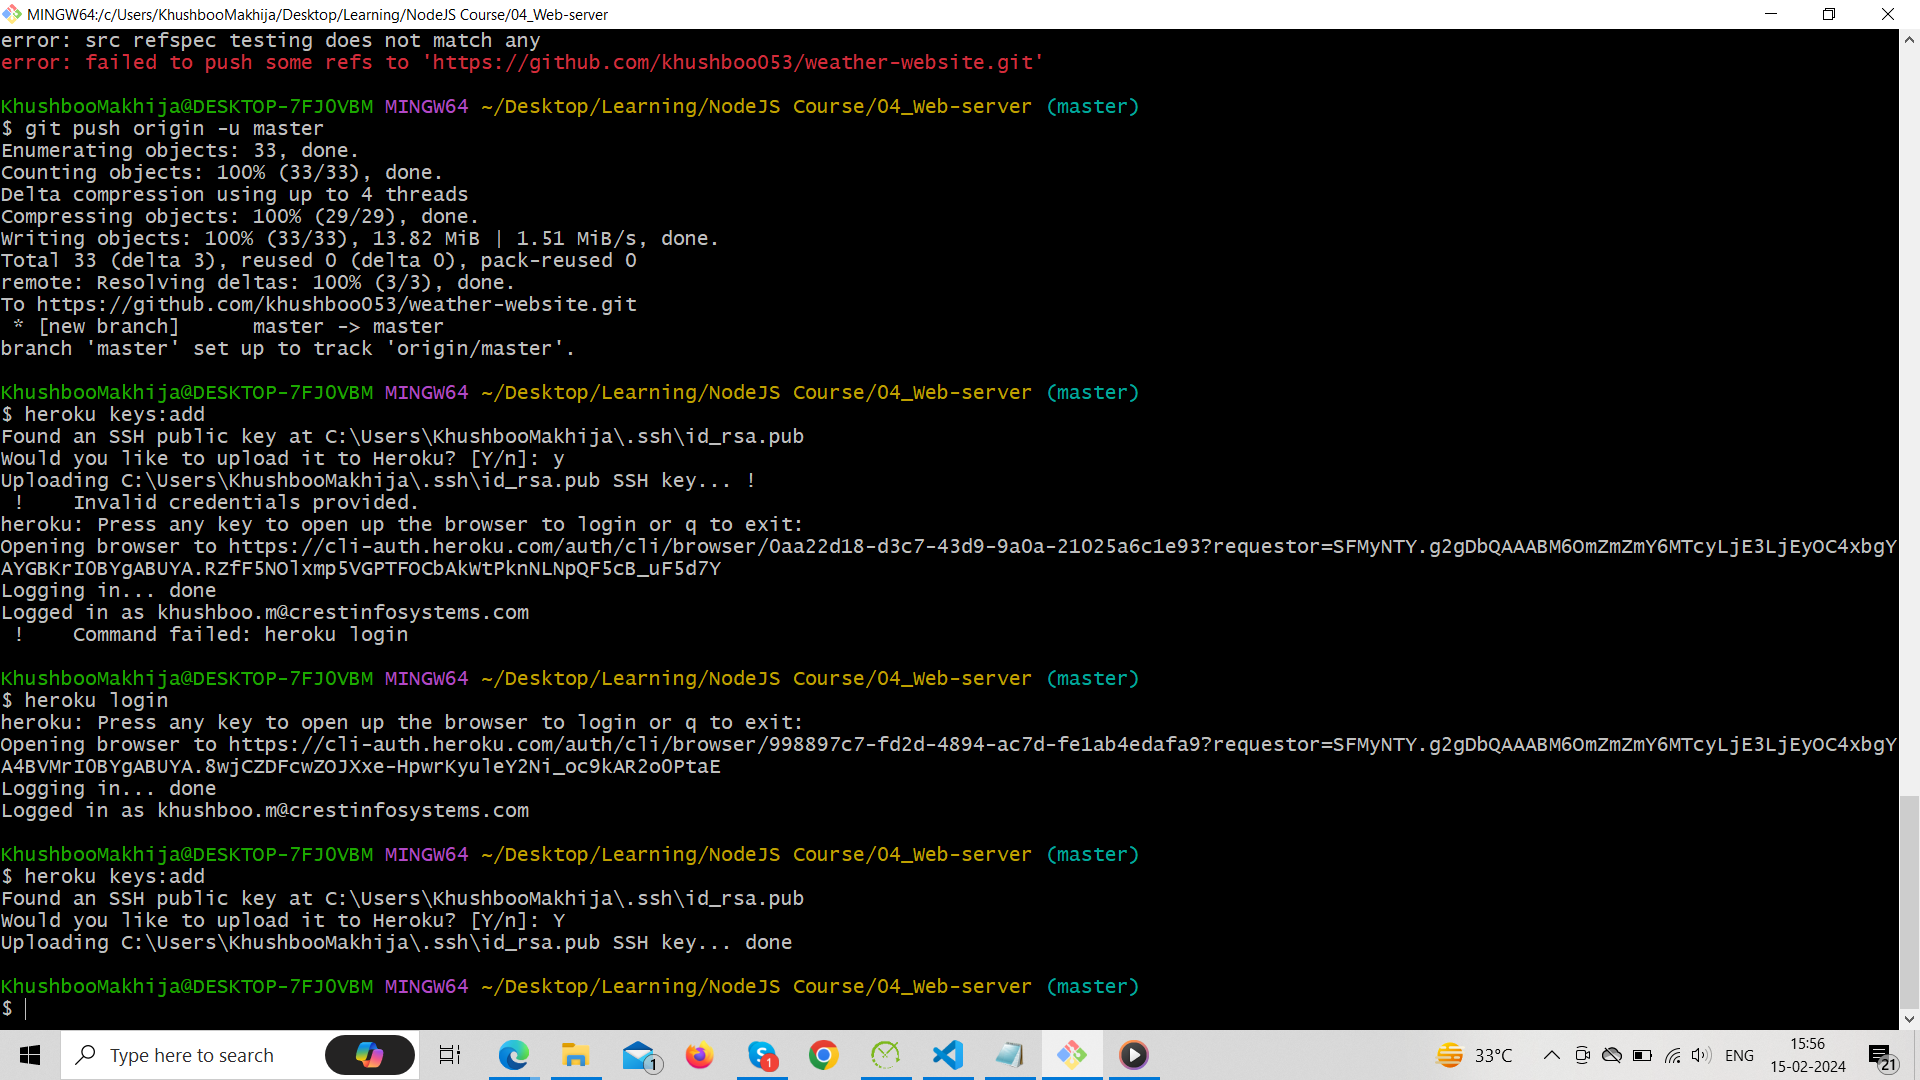 MINGW64:/c/Users/KhushbooMakhija/Desktop/Learning/NodeJS Course/04_Web-server
error: src refspec testing does not match any
error: failed to push some refs to 'https://github.com/khushboo053/weather-website.git'
KhushbooMakhija@DESKTOP-7FJ0VBM MINGW64 ~/Desktop/Learning/NodeJS Course/04_Web-server (master)
$ git push origin -u master
Enumerating objects: 33, done.
Counting objects: 100% (33/33), done.
Delta compression using up to 4 threads
Compressing objects: 100% (29/29), done.
Writing objects: 100% (33/33), 13.82 MiB | 1.51 MiB/s, done.
Total 33 (delta 3), reused 0 (delta 0), pack-reused 0
remote: Resolving deltas: 100% (3/3), done.
To https://github.com/khushboo053/weather-website.git
 * [new branch]      master -> master
branch 'master' set up to track 'origin/master'.
KhushbooMakhija@DESKTOP-7FJ0VBM MINGW64 ~/Desktop/Learning/NodeJS Course/04_Web-server (master)
$ heroku keys:add
Found an SSH public key at C:\Users\KhushbooMakhija\.ssh\id_rsa.pub
Would you like to upload it to Heroku? [Y/n]: y
Uploading C:\Users\KhushbooMakhija\.ssh\id_rsa.pub SSH key... !
 !    Invalid credentials provided.
heroku: Press any key to open up the browser to login or q to exit:
Opening browser to https://cli-auth.heroku.com/auth/cli/browser/0aa22d18-d3c7-43d9-9a0a-21025a6c1e93?requestor=SFMyNTY.g2gDbQAAABM6OmZmZmY6MTcyLjE3LjEyOC4xbgY
AYGBKrI0BYgABUYA.RZfF5NOlxmp5VGPTFOCbAkWtPknNLNpQF5cB_uF5d7Y
Logging in... done
Logged in as khushboo.m@crestinfosystems.com
 !    Command failed: heroku login
KhushbooMakhija@DESKTOP-7FJ0VBM MINGW64 ~/Desktop/Learning/NodeJS Course/04_Web-server (master)
$ heroku login
heroku: Press any key to open up the browser to login or q to exit:
Opening browser to https://cli-auth.heroku.com/auth/cli/browser/998897c7-fd2d-4894-ac7d-fe1ab4edafa9?requestor=SFMyNTY.g2gDbQAAABM6OmZmZmY6MTcyLjE3LjEyOC4xbgY
A4BVMrI0BYgABUYA.8wjCZDFcwZOJXxe-HpwrKyuleY2Ni_oc9kAR2oOPtaE
Logging in... done
Logged in as khushboo.m@crestinfosystems.com
KhushbooMakhija@DESKTOP-7FJ0VBM MINGW64 ~/Desktop/Learning/NodeJS Course/04_Web-server (master)
$ heroku keys:add
Found an SSH public key at C:\Users\KhushbooMakhija\.ssh\id_rsa.pub
Would you like to upload it to Heroku? [Y/n]: Y
Uploading C:\Users\KhushbooMakhija\.ssh\id_rsa.pub SSH key... done
KhushbooMakhija@DESKTOP-7FJ0VBM MINGW64 ~/Desktop/Learning/NodeJS Course/04_Web-server (master)
$
Type here to search
1
1
33°C
ENG
15:56
15-02-2024
21